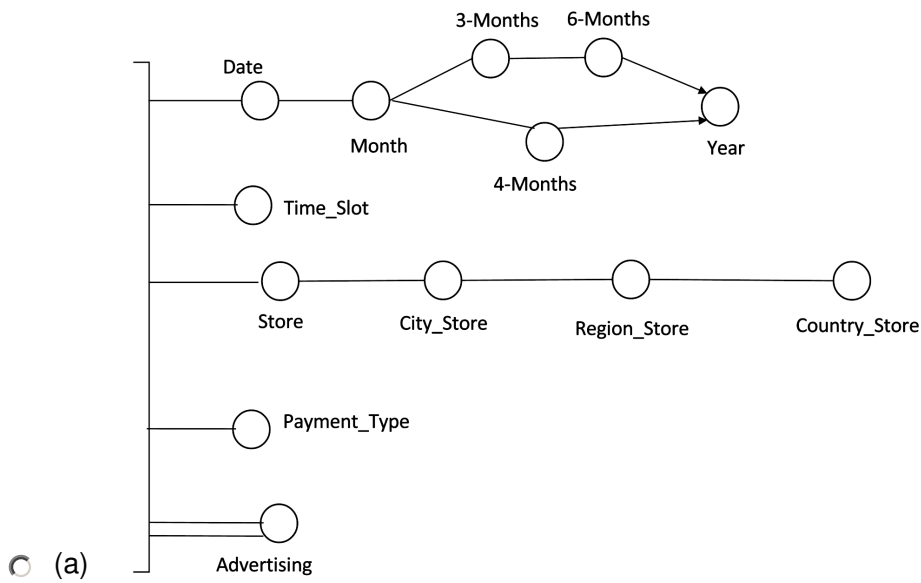 3-Months
6-Months
Date
Month
Year
4-Months
Time_Slot
Store
City_Store
Region_Store
Country_Store
Payment_Type
Advertising
(a)